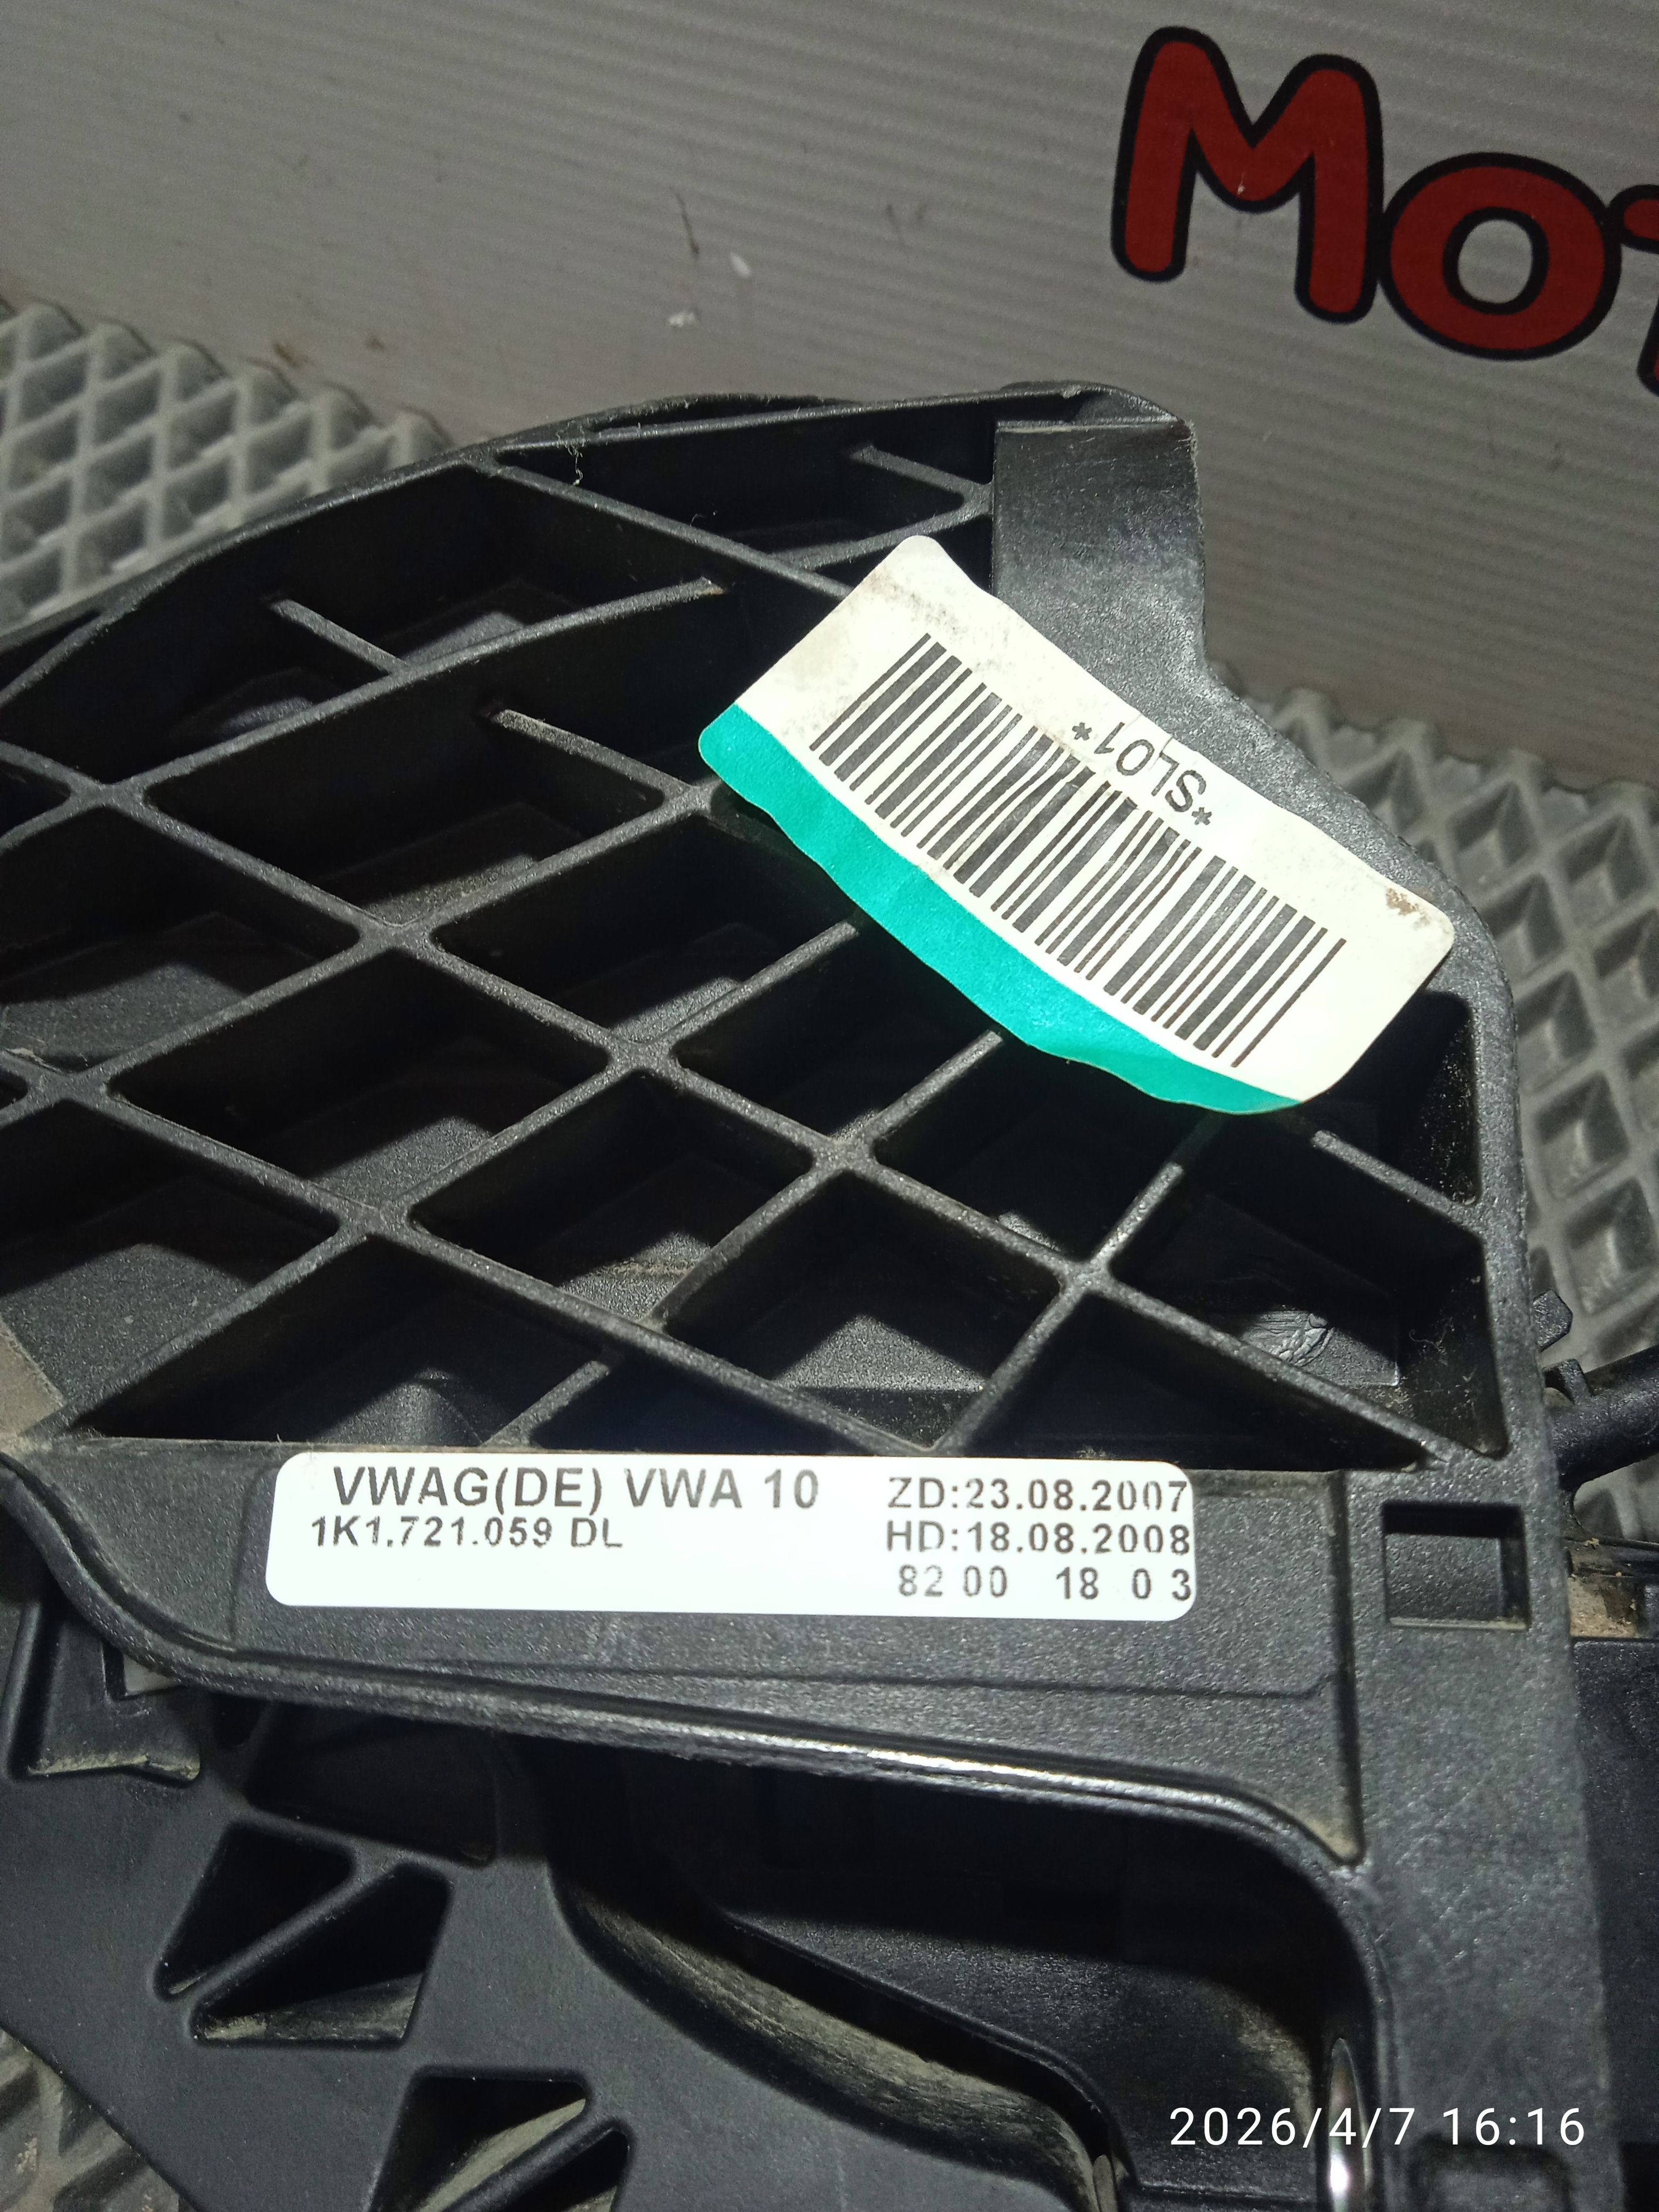 Mot
*SL01*
VWAG(DE) VWA 10
1K1.721.059 DL
ZD:23.08.2007
HD:18.08.2008
82 00 18 0 3
2026/4/7 16:16